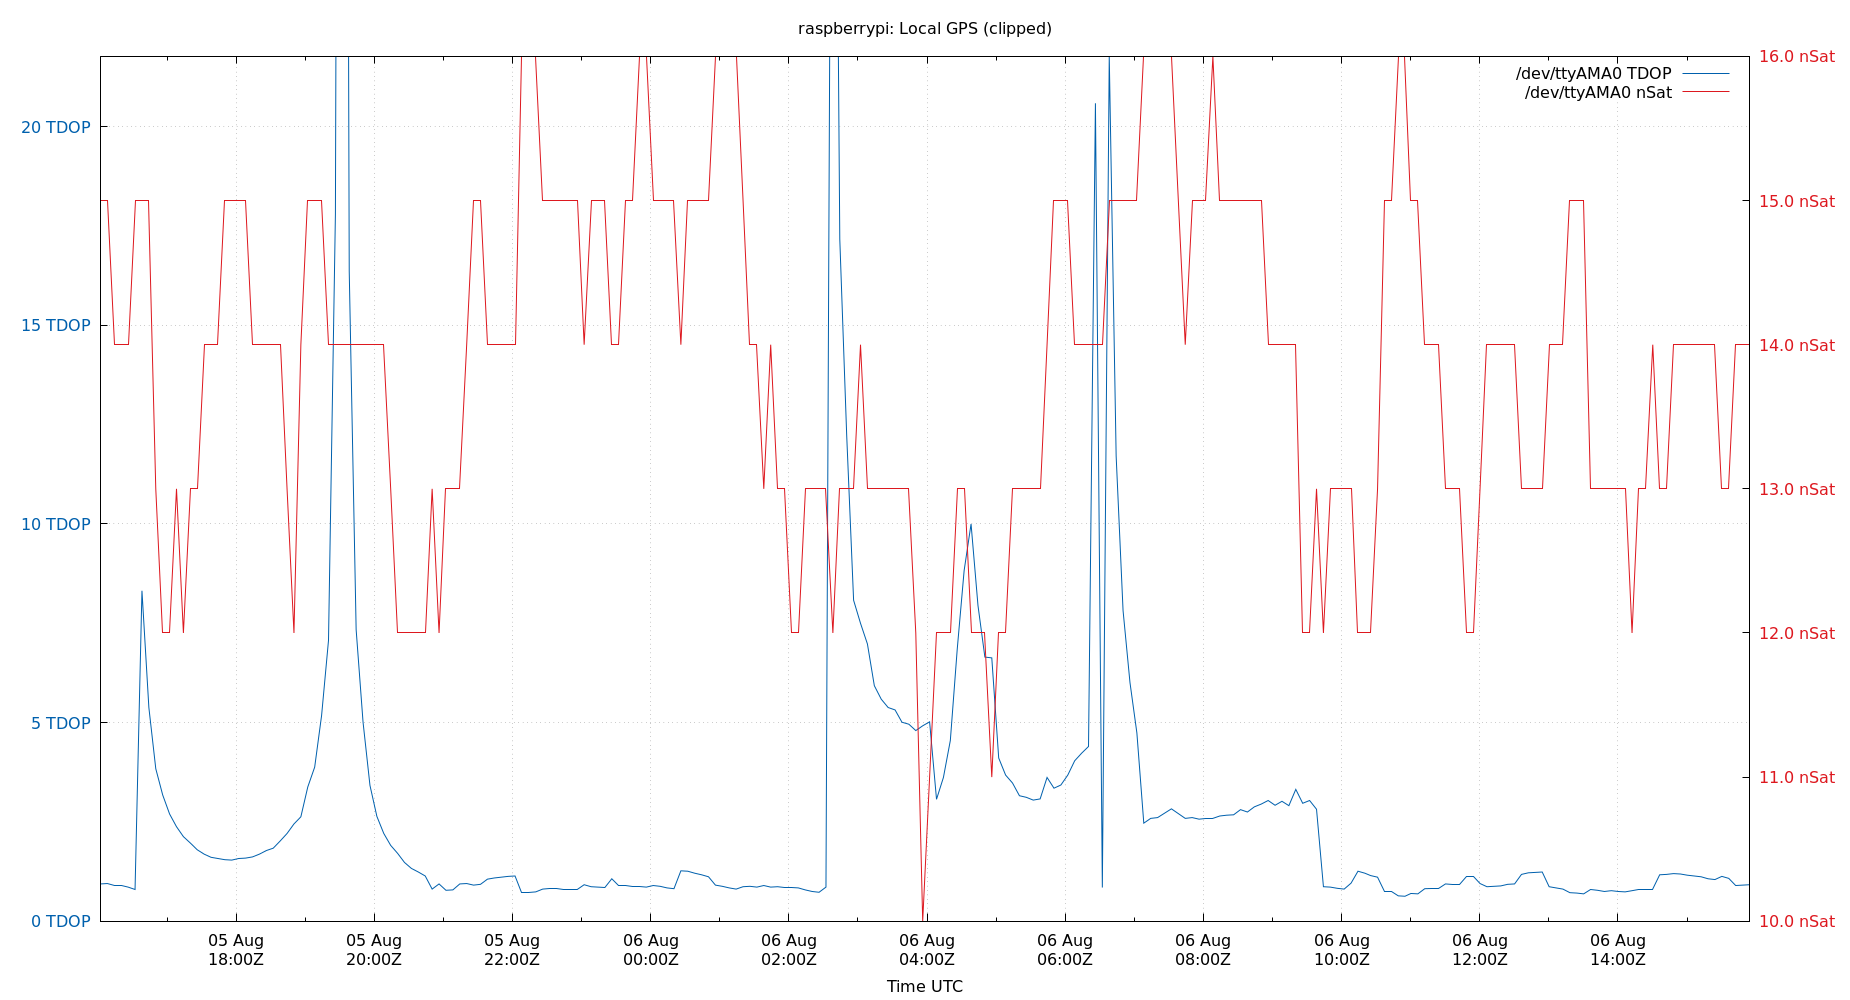 raspberrypi: Local GPS (clipped)
16.0 nSat
/dev/ttyAMA0 TDOP
/dev/ttyAMA0 nSat
20 TDOP
15.0 nSat
15 TDOP
14.0 nSat
13.0 nSat
10 TDOP
12.0 nSat
5 TDOP
11.0 nSat
0 TDOP
10.0 nSat
05 Aug 05 Aug 05 Aug 06 Aug 06 Aug 06 Aug 06 Aug 06 Aug 06 Aug 06 Aug 06 Aug
18:00Z 20:00Z 22:00Z 00:00Z 02:00Z 04:00Z 06:00Z 08:00Z 10:00Z 12:00Z 14:00Z
Time UTC